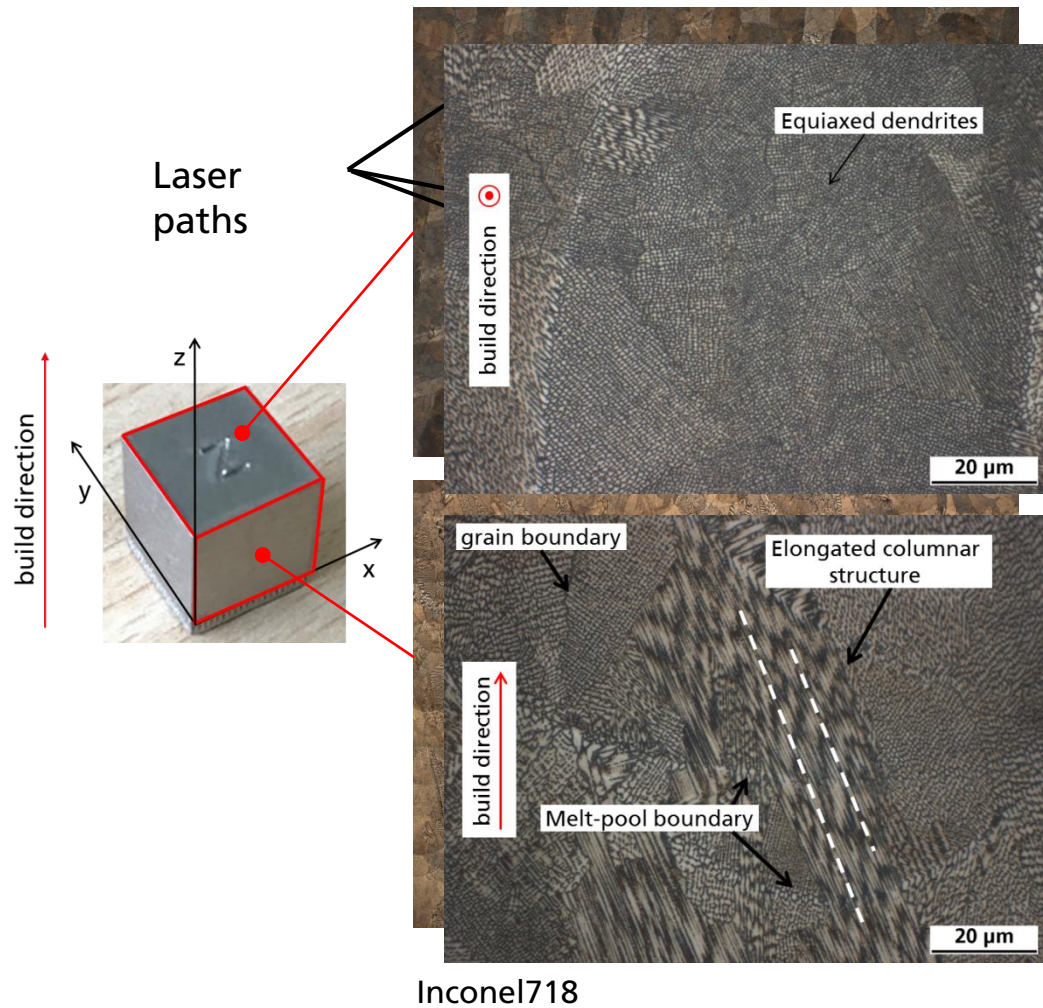 Laser
paths
Equiaxed dendrites
build direction
20 µm
build direction
z
y
x
Z
grain boundary
Elongated columnar
structure
build direction
Melt-pool boundary
20 µm
Inconel718